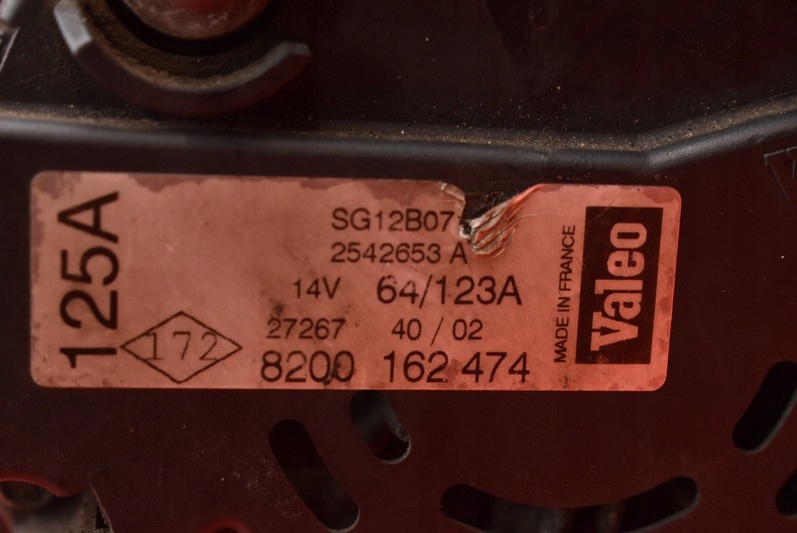 125A
172
SG12B07
2542653 A
14V 64/123A
27267 40/02
8200 162 474
MADE IN FRANCE
Valeo